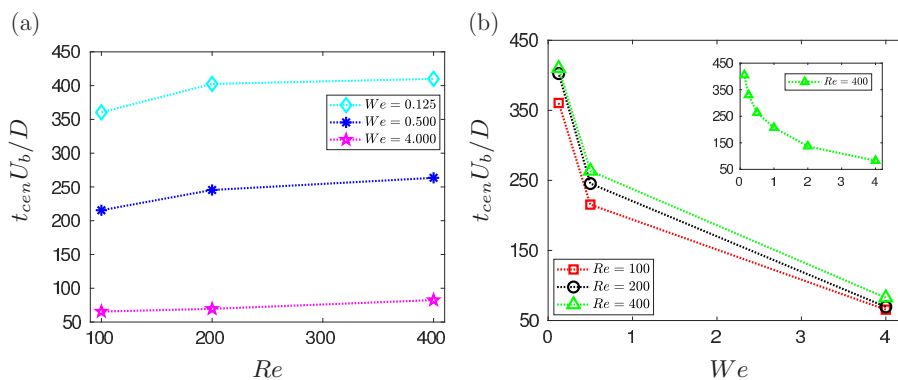 (a)
450
400
350
300
250
200
150
100
50
100
200
300
400
t_{cen}U_b/D
Re
We = 0.125
We = 0.500
We = 4.000
(b)
450
350
250
150
50
0
1
2
3
4
t_{cen}U_b/D
We
Re = 100
Re = 200
Re = 400
450
350
250
150
50
0
1
2
3
4
Re = 400